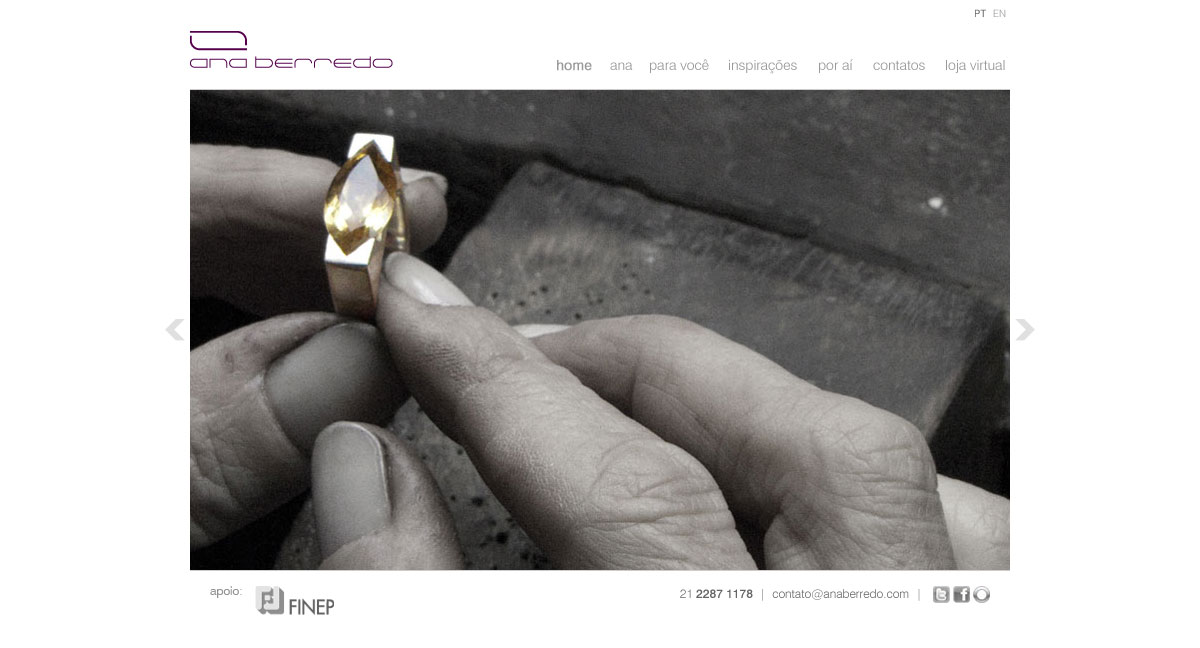 PT EN
ana berredo
home ana para você inspirações por aí contatos loja virtual
apoio: FINEP 21 2287 1178 | contato@anaberredo.com |